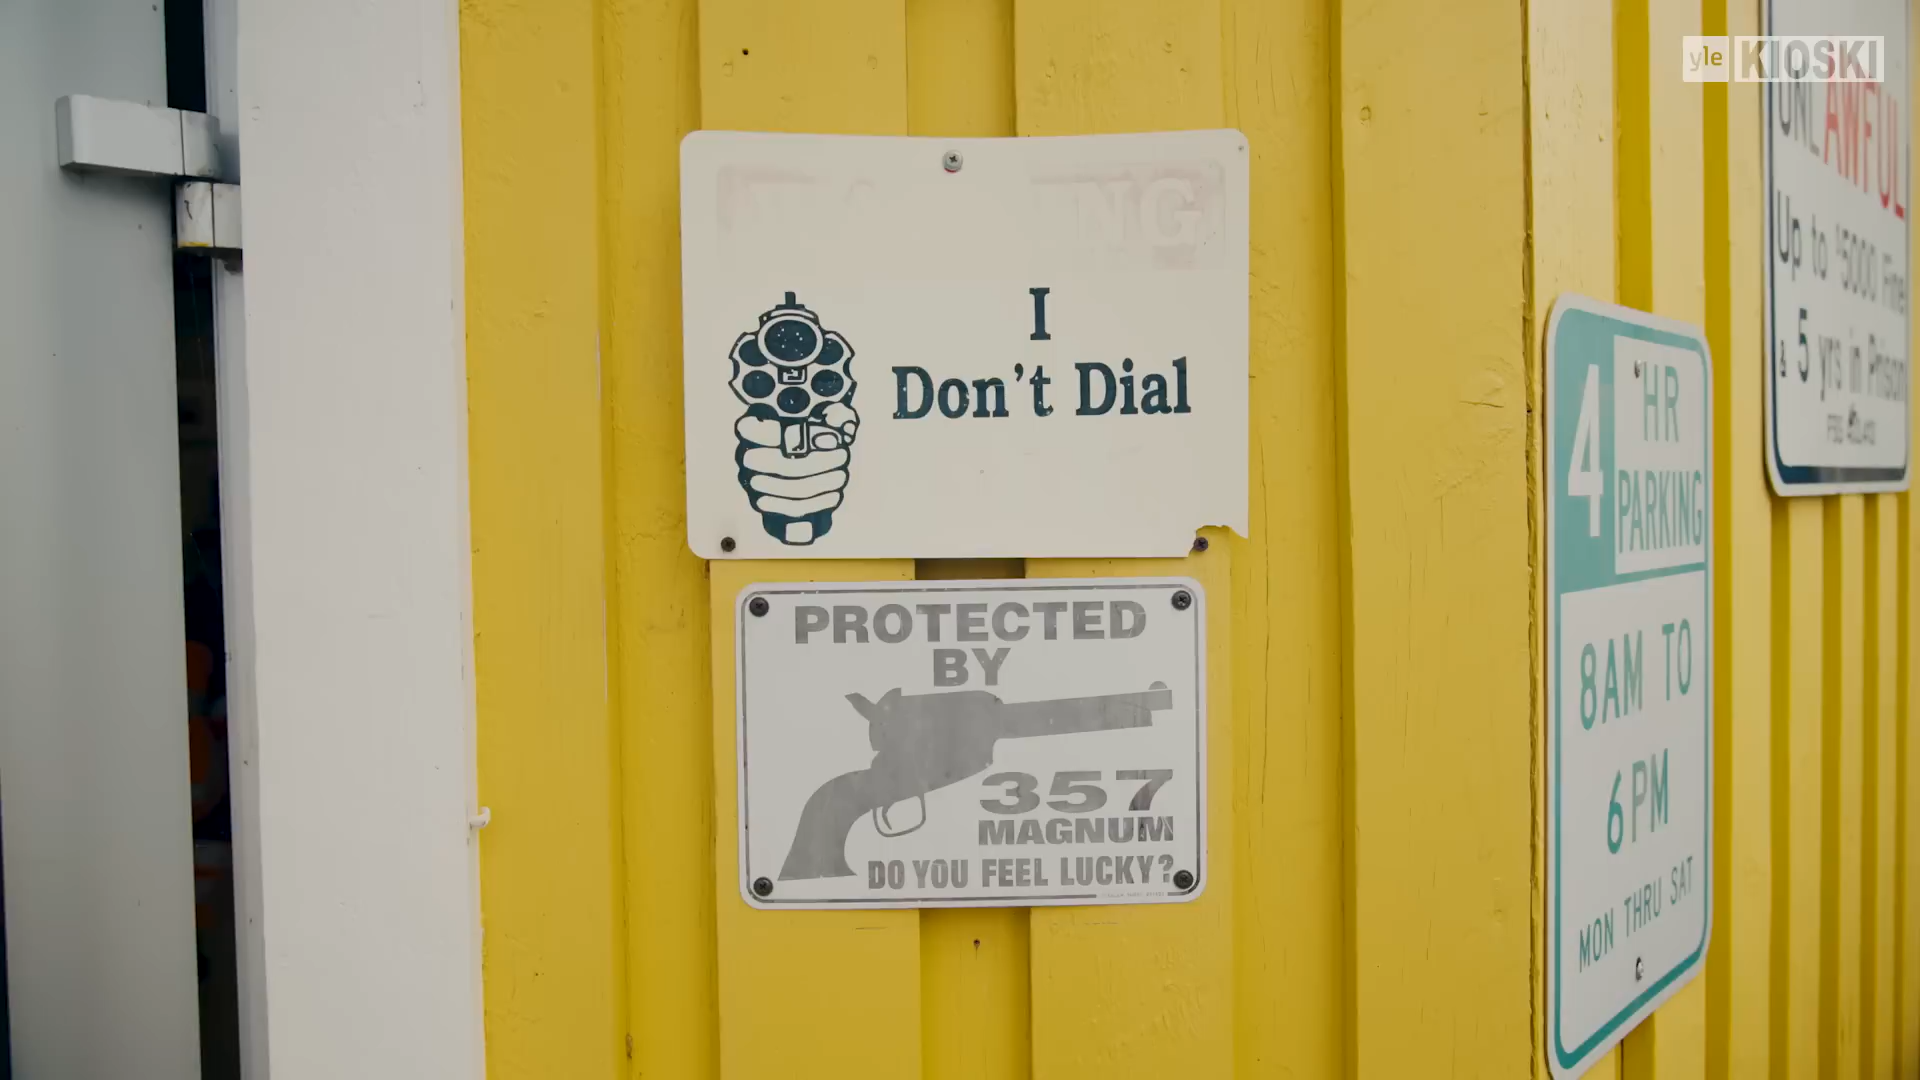 yle KIOSKI
WARNING
I
Don't Dial
PROTECTED
BY
357
MAGNUM
DO YOU FEEL LUCKY?
4 HR
PARKING
8AM TO
6PM
MON THRU SAT
UNLAWFUL
Up to $5000 Fine
& 5 yrs in Prison